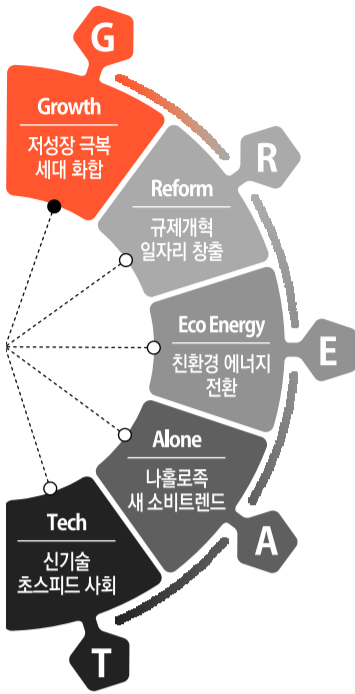 G
Growth
저성장 극복
세대 화합
R
Reform
규제개혁
일자리 창출
E
Eco Energy
친환경 에너지
전환
A
Alone
나홀로족
새 소비트렌드
T
Tech
신기술
초스피드 사회